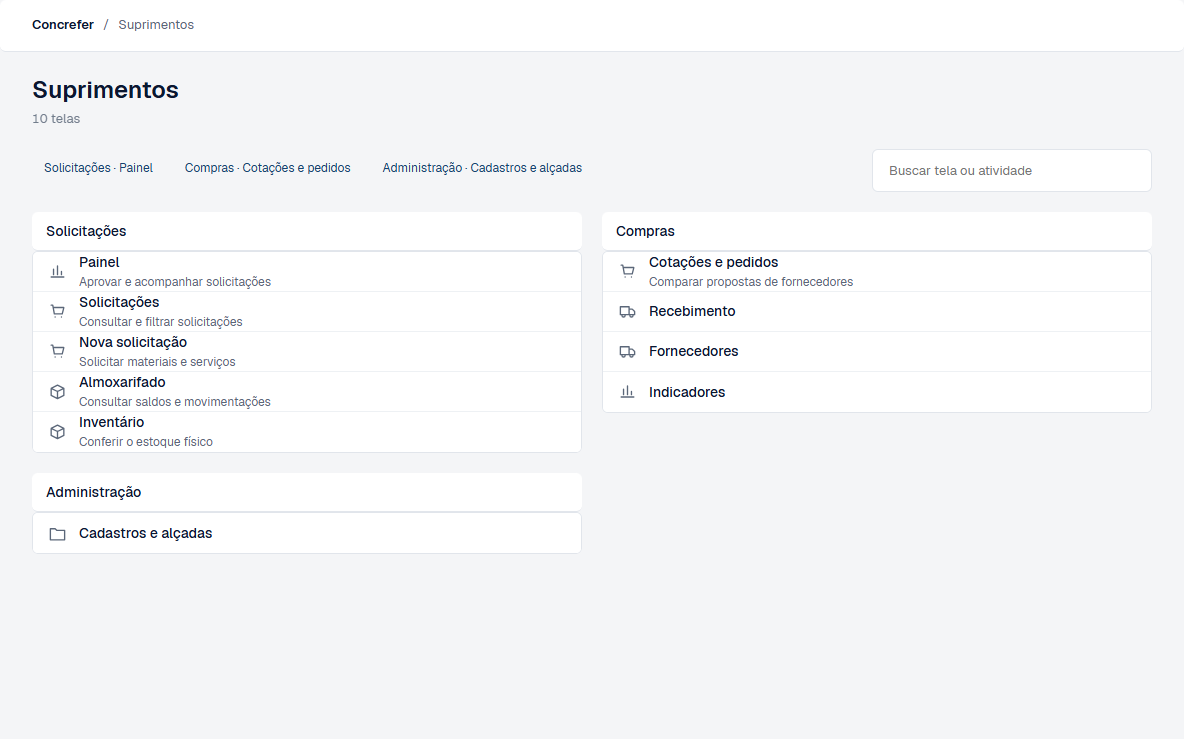 Concrefer / Suprimentos
Suprimentos
10 telas
Solicitações · Painel
Compras · Cotações e pedidos
Administração · Cadastros e alçadas
Buscar tela ou atividade
Solicitações
Painel
Aprovar e acompanhar solicitações
Solicitações
Consultar e filtrar solicitações
Nova solicitação
Solicitar materiais e serviços
Almoxarifado
Consultar saldos e movimentações
Inventário
Conferir o estoque físico
Compras
Cotações e pedidos
Comparar propostas de fornecedores
Recebimento
Fornecedores
Indicadores
Administração
Cadastros e alçadas